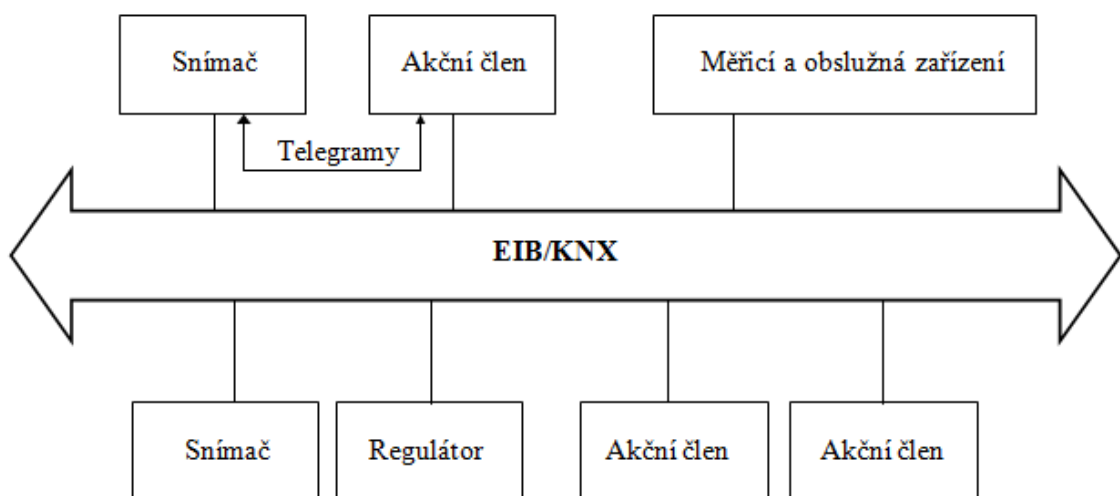 Snímač
Akční člen
Měřicí a obslužná zařízení
Telegramy
EIB/KNX
Snímač
Regulátor
Akční člen
Akční člen